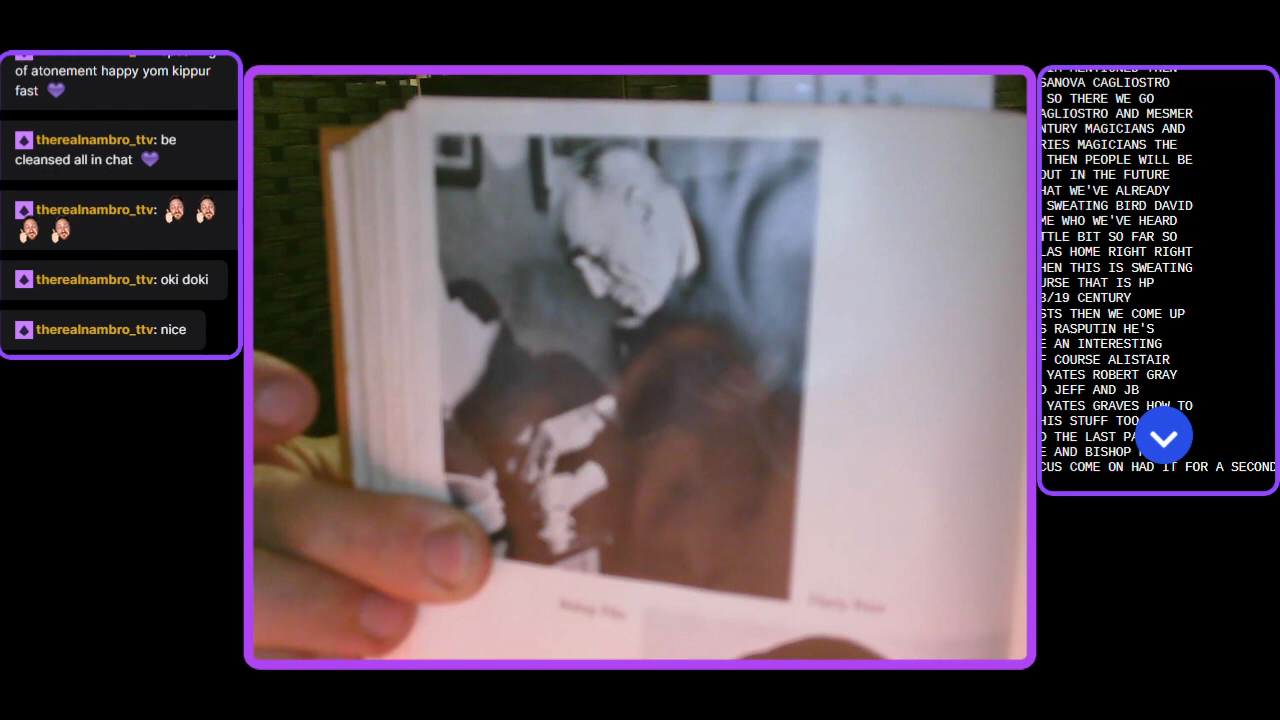 of atonement happy yom kippur
fast
therealnambro_ttv: be
cleansed all in chat
therealnambro_ttv:
therealnambro_ttv: oki doki
therealnambro_ttv: nice
SANOVA CAGLIOSTRO
SO THERE WE GO
AGLIOSTRO AND MESMER
NTURY MAGICIANS AND
RIES MAGICIANS THE
THEN PEOPLE WILL BE
OUT IN THE FUTURE
HAT WE'VE ALREADY
SWEATING BIRD DAVID
ME WHO WE'VE HEARD
TTLE BIT SO FAR SO
LAS HOME RIGHT RIGHT
HEN THIS IS SWEATING
URSE THAT IS HP
3/19 CENTURY
STS THEN WE COME UP
S RASPUTIN HE'S
E AN INTERESTING
F COURSE ALISTAIR
YATES ROBERT GRAY
D JEFF AND JB
YATES GRAVES HOW TO
HIS STUFF TOO
D THE LAST
E AND BISHOP
CUS COME ON HAD IT FOR A SECOND